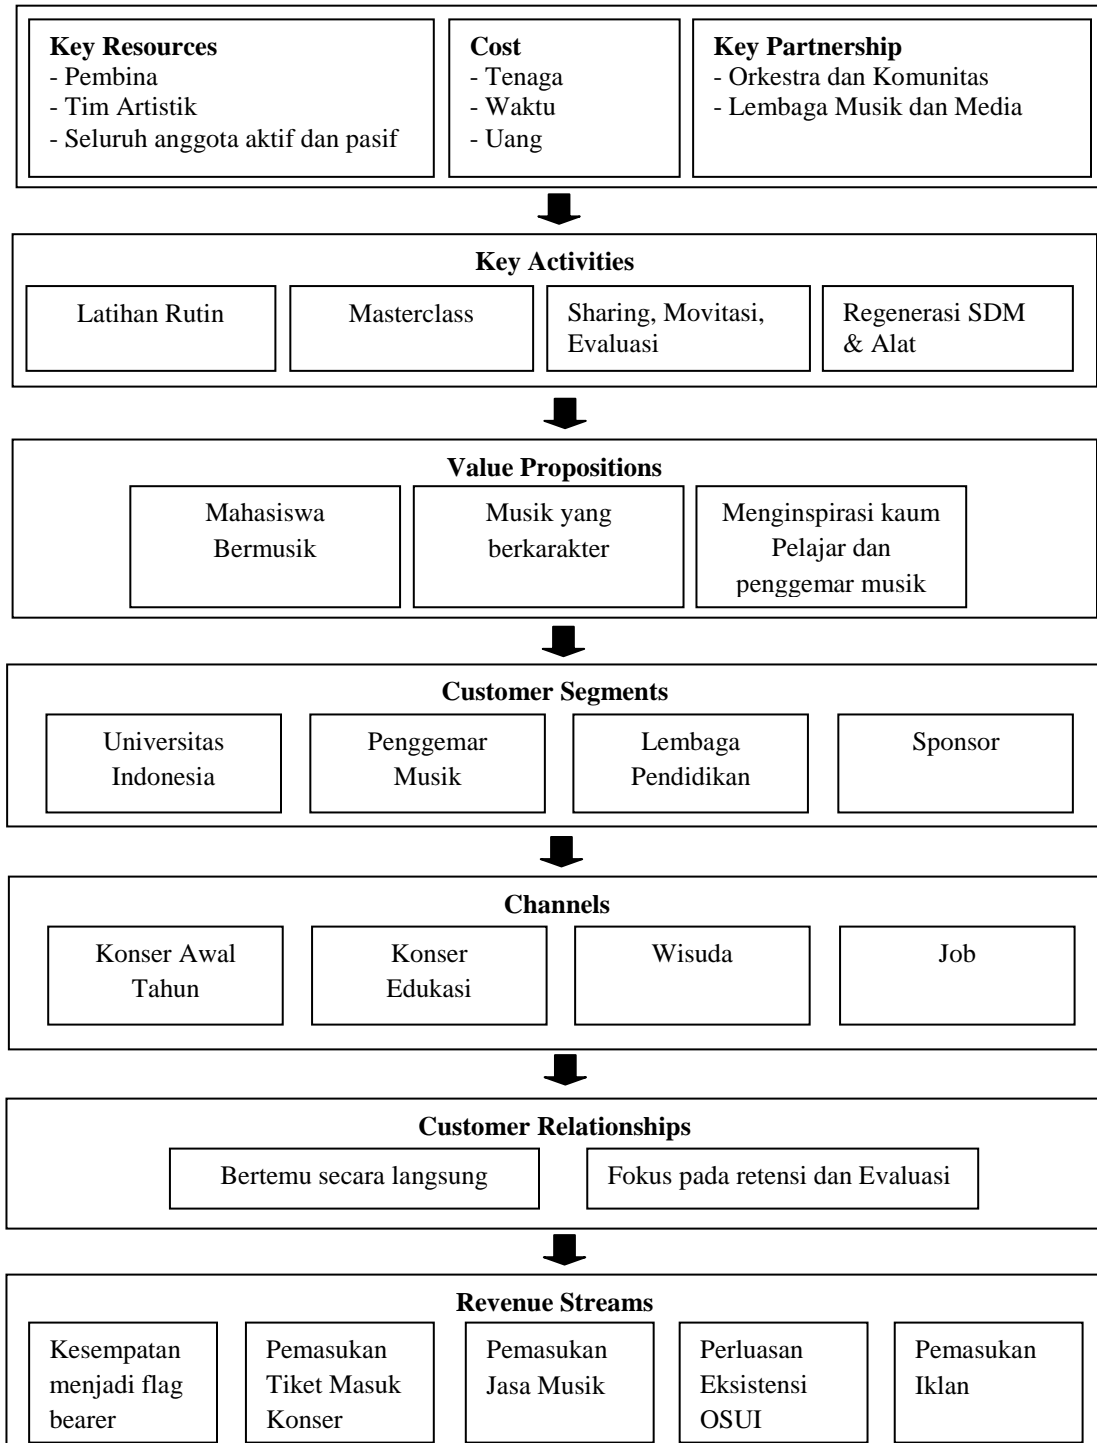 Key Resources
- Pembina
- Tim Artistik
- Seluruh anggota aktif dan pasif
Cost
- Tenaga
- Waktu
- Uang
Key Partnership
- Orkestra dan Komunitas
- Lembaga Musik dan Media
Key Activities
Latihan Rutin
Masterclass
Sharing, Movitasi,
Evaluasi
Regenerasi SDM
& Alat
Value Propositions
Mahasiswa
Bermusik
Musik yang
berkarakter
Menginspirasi kaum
Pelajar dan
penggemar musik
Customer Segments
Universitas
Indonesia
Penggemar
Musik
Lembaga
Pendidikan
Sponsor
Channels
Konser Awal
Tahun
Konser
Edukasi
Wisuda
Job
Customer Relationships
Bertemu secara langsung
Fokus pada retensi dan Evaluasi
Revenue Streams
Kesempatan
menjadi flag
bearer
Pemasukan
Tiket Masuk
Konser
Pemasukan
Jasa Musik
Perluasan
Eksistensi
OSUI
Pemasukan
Iklan